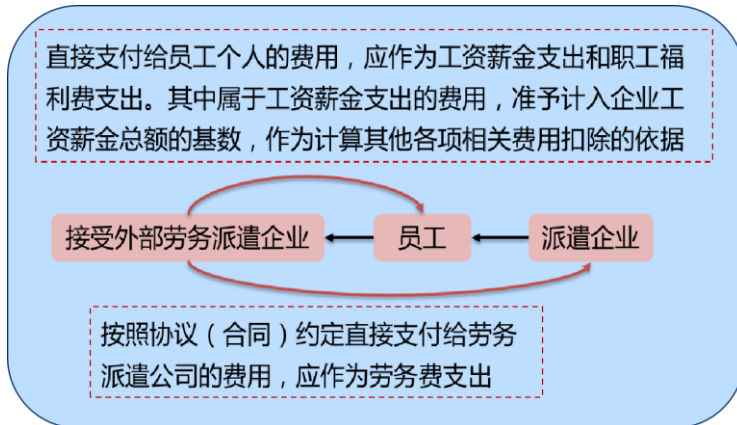 直接支付给员工个人的费用，应作为工资薪金支出和职工福
利费支出。其中属于工资薪金支出的费用，准予计入企业工
资薪金总额的基数，作为计算其他各项相关费用扣除的依据
接受外部劳务派遣企业
员工
派遣企业
按照协议（合同）约定直接支付给劳务
派遣公司的费用，应作为劳务费支出